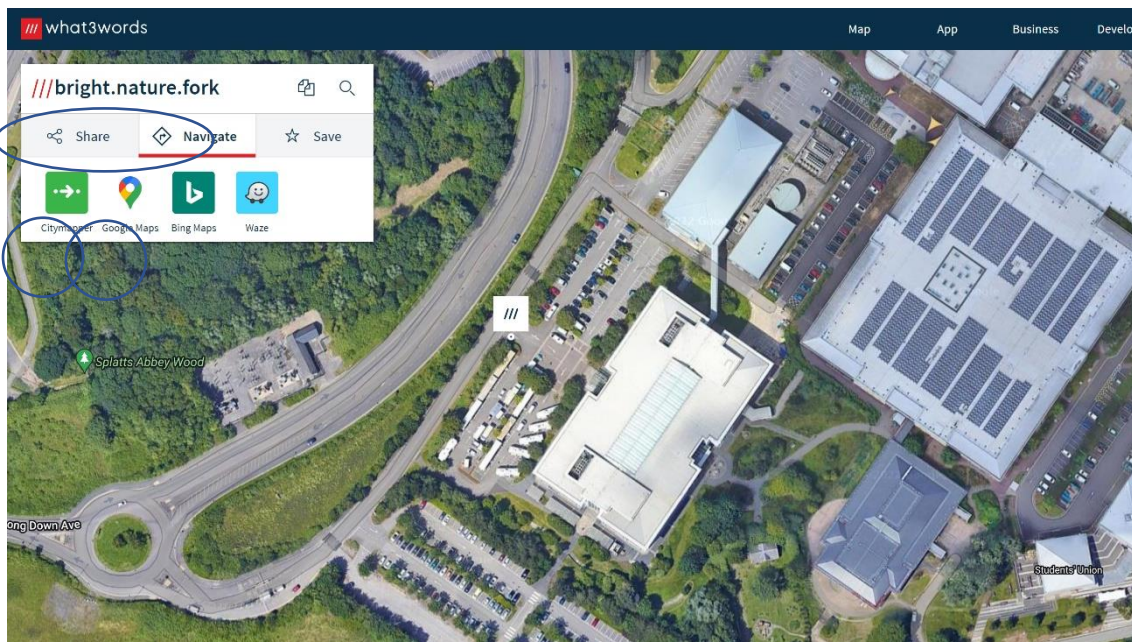 /// what3words
Map App Business Develo
///bright.nature.fork
Share Navigate Save
Citymapper Google Maps Bing Maps Waze
///
Splatts Abbey Wood
ong Down Ave
Students' Union